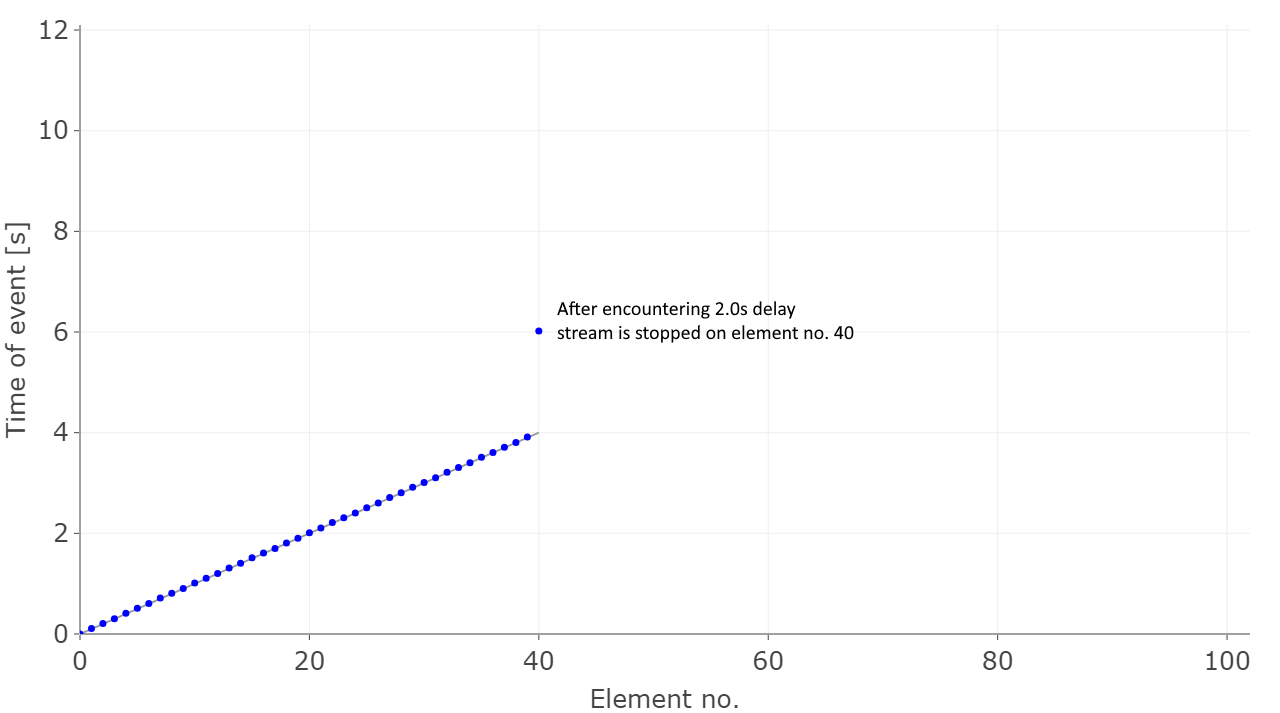 12
10
8
6
4
2
0
Time of event [s]
After encountering 2.0s delay
stream is stopped on element no. 40
0 20 40 60 80 100
Element no.